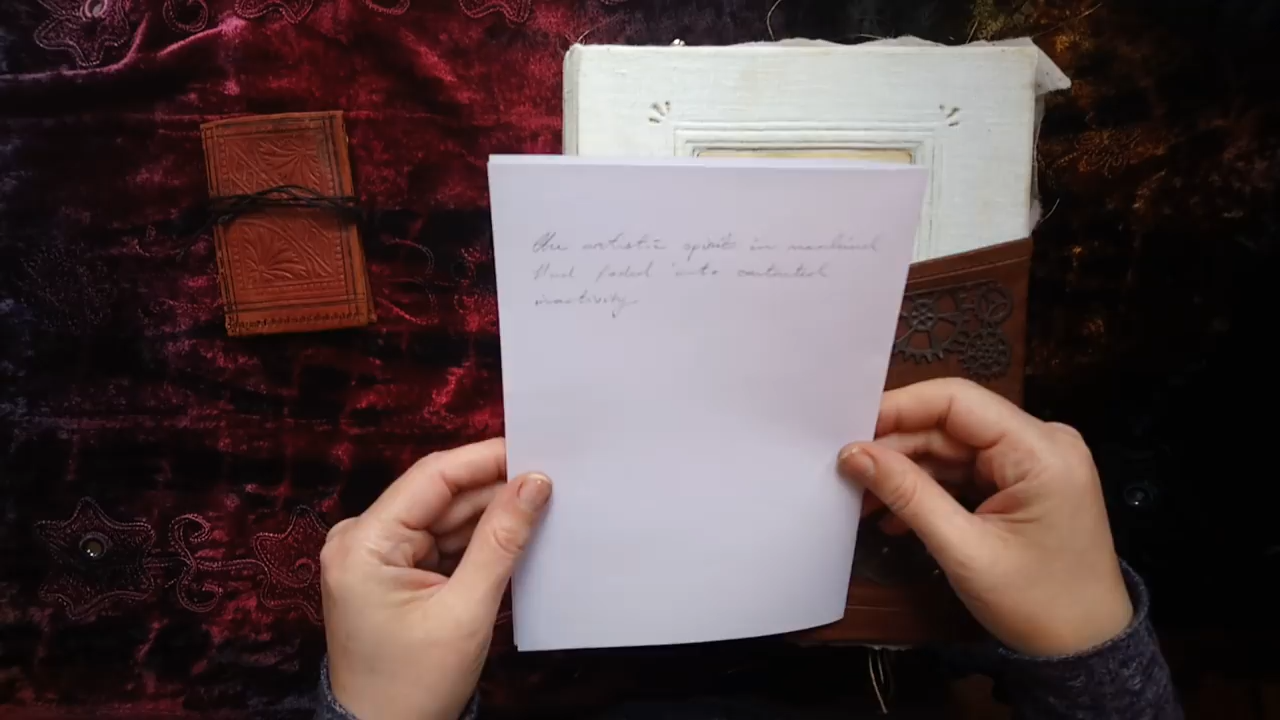 the artistic spirit in mankind
Had faded into contented
inactivity